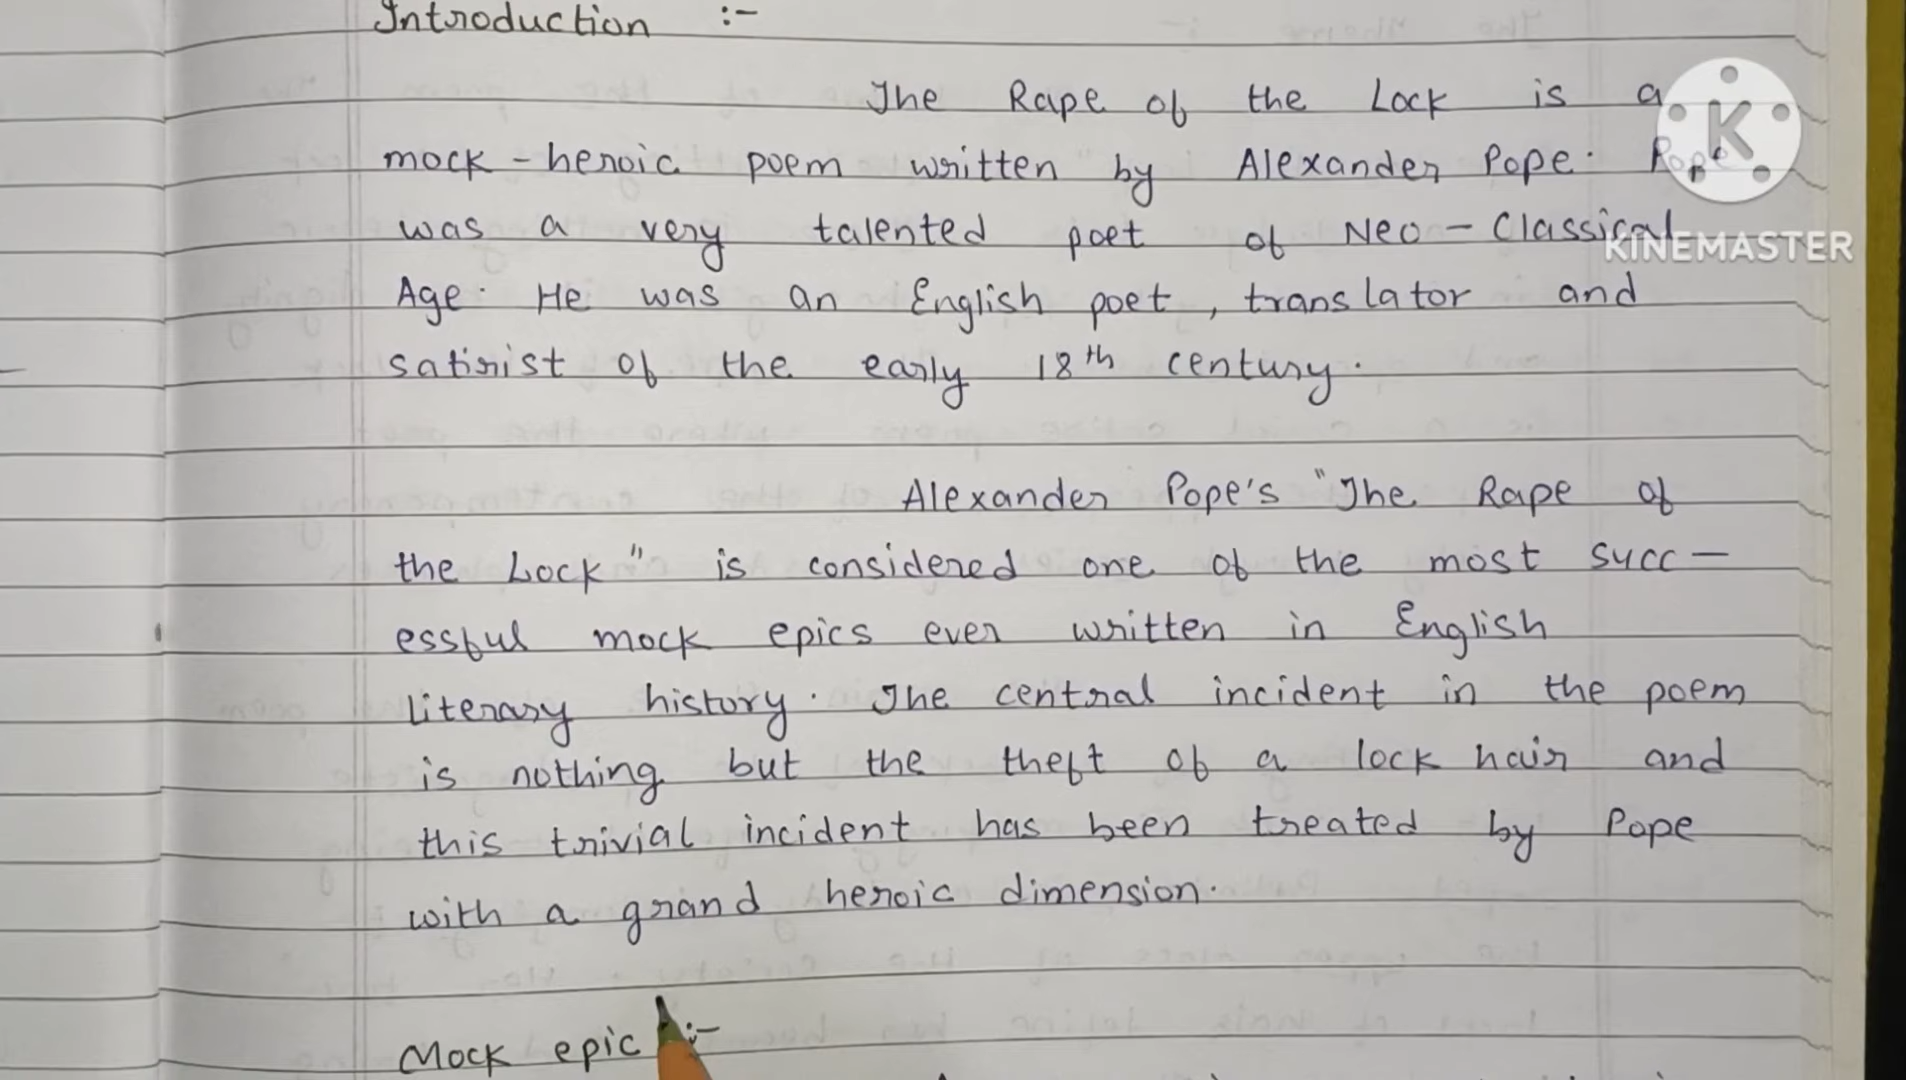 Introduction :-
The Rape of the Lock is a
mock-heroic poem written by Alexander Pope. Pope
was a very talented poet of Neo-Classical
Age. He was an English poet, translator and
satirist of the early 18th century.
Alexander Pope's "The Rape of
the Lock" is considered one of the most succ-
essful mock epics ever written in English
literary history. The central incident in the poem
is nothing but the theft of a lock hair and
this trivial incident has been treated by Pope
with a grand heroic dimension.
Mock epic :-
K
KINEMASTER